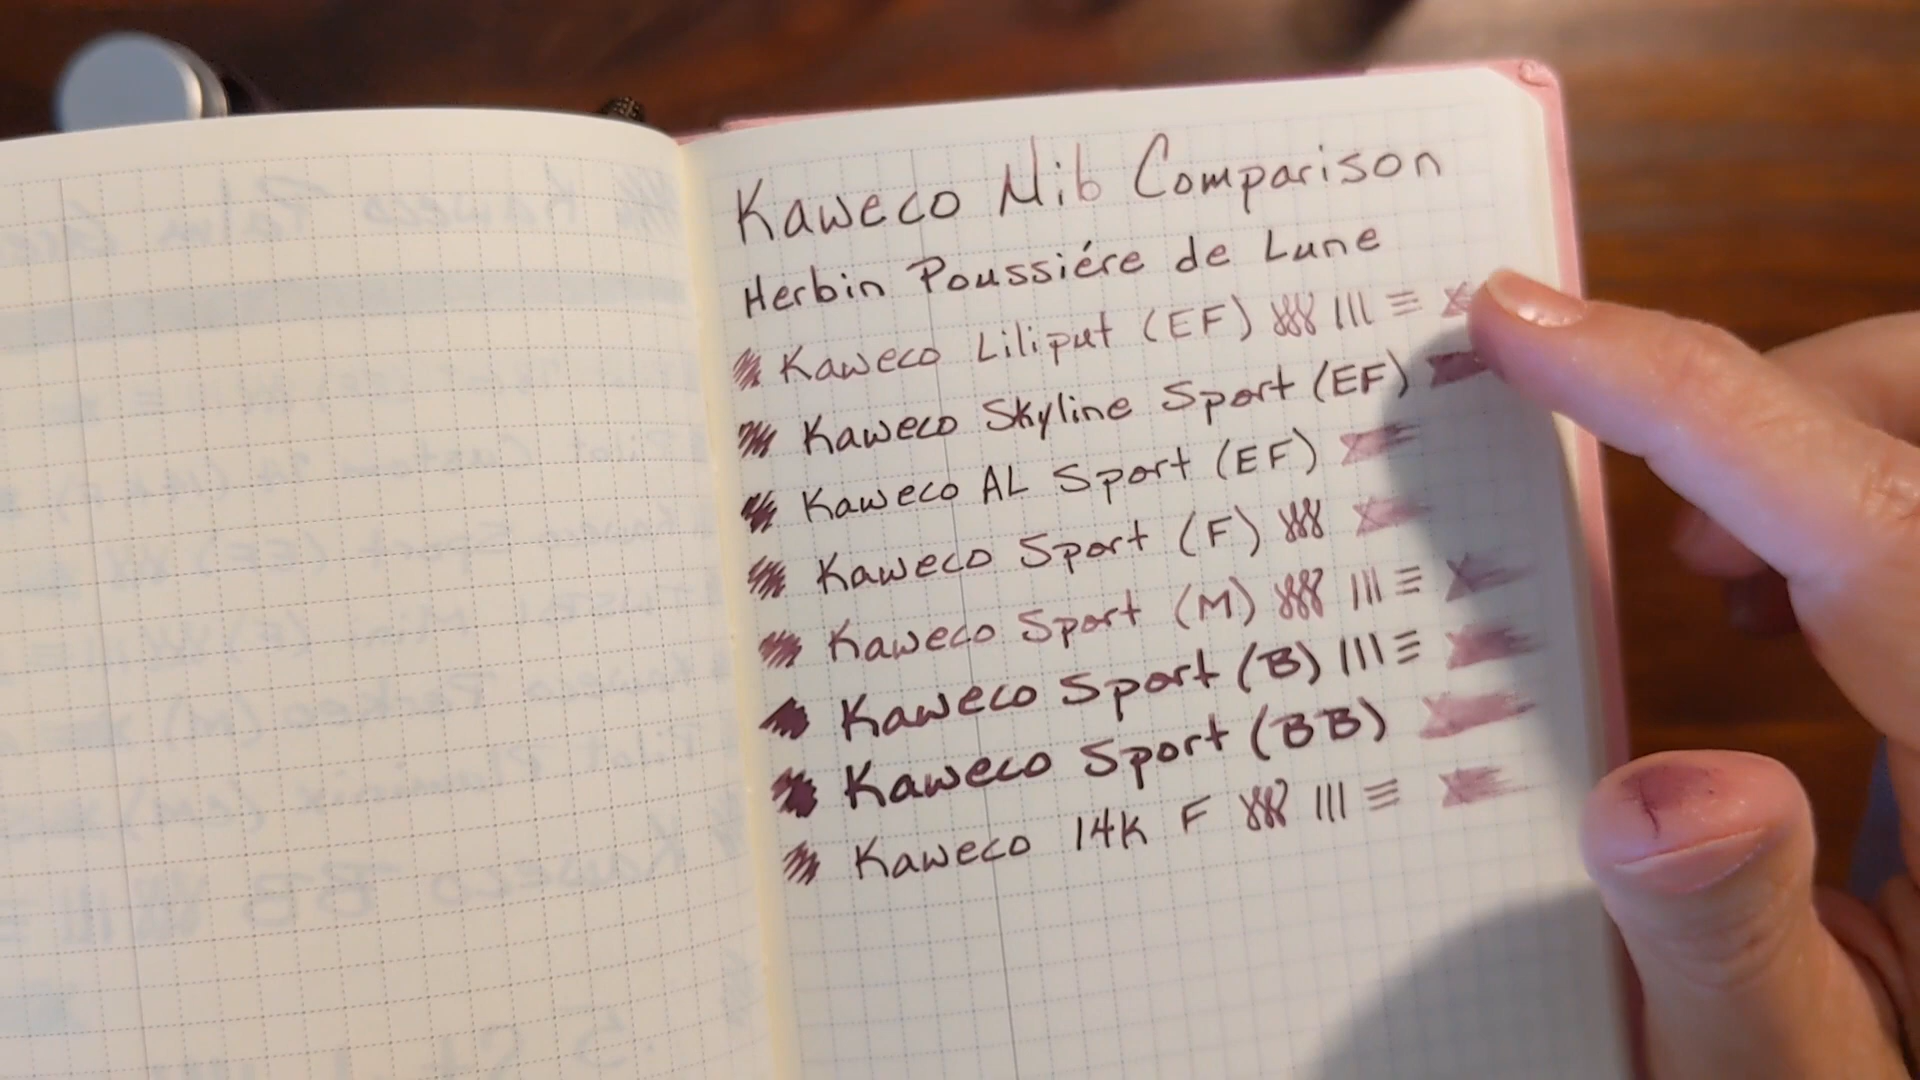 Kaweco Nib Comparison
Herbin Poussiére de Lune
Kaweco Liliput (EF)
Kaweco Skyline Sport (EF)
Kaweco AL Sport (EF)
Kaweco Sport (F)
Kaweco Sport (M)
Kaweco Sport (B)
Kaweco Sport (BB)
Kaweco 14K F